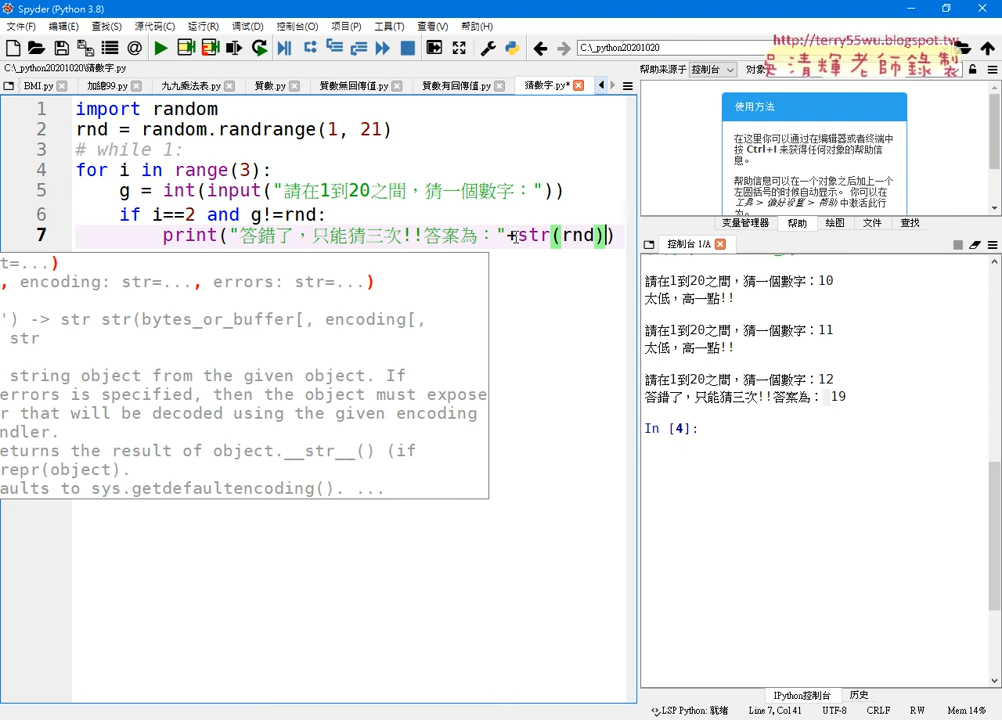 Spyder (Python 3.8)
文件(F) 编辑(E) 查找(S) 源代码(C) 运行(R) 调试(D) 控制台(O) 项目(P) 工具(T) 查看(V) 帮助(H)
C:\_python20201020
http://terry55wu.blogspot.tw
吳清輝老師錄製
C:\_python20201020\猜數字.py
帮助来源于 控制台 对象
BMI.py 加總99.py 九九乘法表.py 質數.py 質數無回傳值.py 質數有回傳值.py 猜數字.py*
1 import random
2 rnd = random.randrange(1, 21)
3 # while 1:
4 for i in range(3):
5 g = int(input("請在1到20之間，猜一個數字："))
6 if i==2 and g!=rnd:
7 print("答錯了，只能猜三次!!答案為："+str(rnd))
t=...)
, encoding: str=..., errors: str=...)
') -> str str(bytes_or_buffer[, encoding[,
str
string object from the given object. If
errors is specified, then the object must expose
r that will be decoded using the given encoding
ndler.
eturns the result of object.__str__() (if
repr(object).
aults to sys.getdefaultencoding(). ...
使用方法
在这里你可以通过在编辑器或者终端中
按 Ctrl+I 来获得任何对象的帮助信
息。
帮助信息可以在一个对象之后加上一个
左圆括号的时候自动显示。 你可以在
工具 > 偏好设置 > 帮助 中激活此行
为。
变量管理器 帮助 绘图 文件 查找
控制台 1/A
請在1到20之間，猜一個數字：10
太低，高一點!!
請在1到20之間，猜一個數字：11
太低，高一點!!
請在1到20之間，猜一個數字：12
答錯了，只能猜三次!!答案為： 19
In [4]:
IPython控制台 历史
LSP Python: 就绪 Line 7, Col 41 UTF-8 CRLF RW Mem 14%